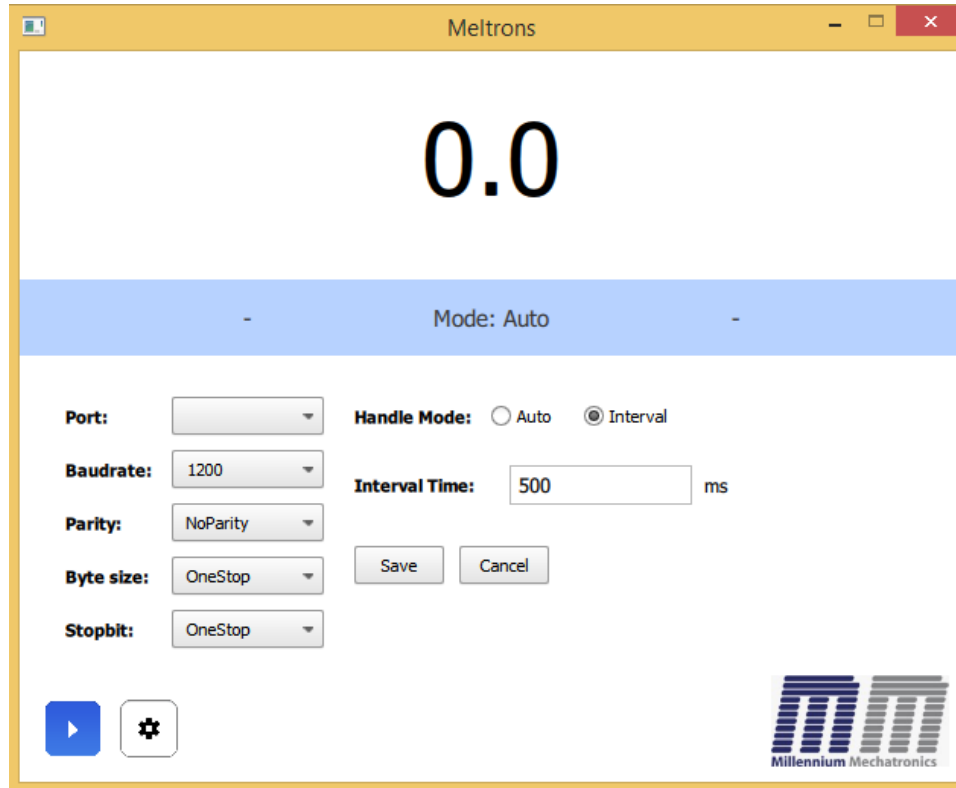 Meltrons
0.0
- Mode: Auto -
Port:
Baudrate: 1200
Parity: NoParity
Byte size: OneStop
Stopbit: OneStop
Handle Mode: Auto Interval
Interval Time: 500 ms
Save Cancel
Millennium Mechatronics